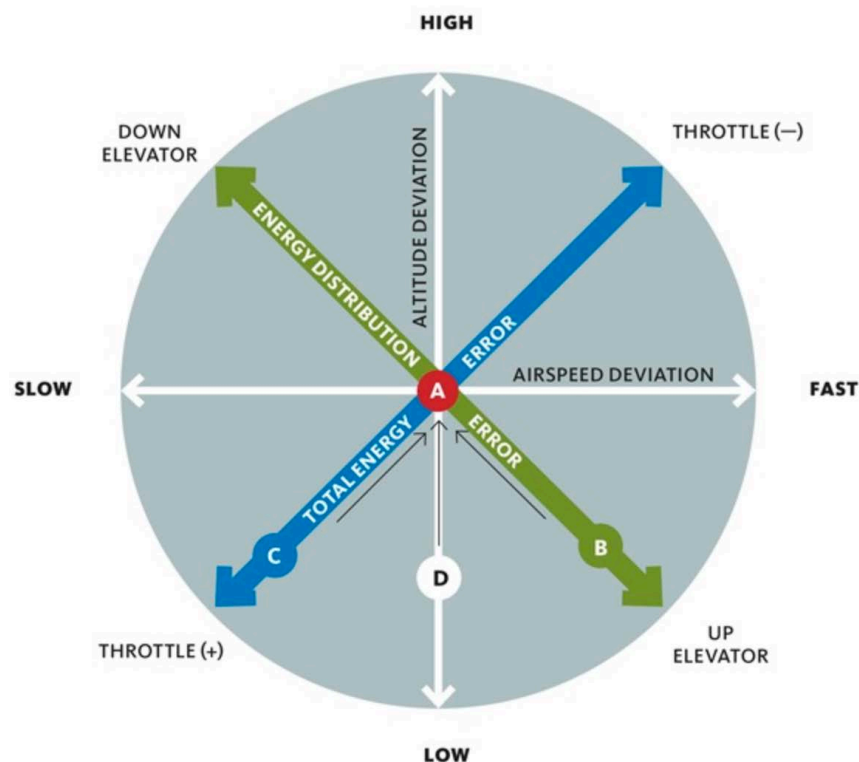 HIGH
DOWN
ELEVATOR
THROTTLE (—)
ALTITUDE DEVIATION
ENERGY DISTRIBUTION
ERROR
SLOW
A
AIRSPEED DEVIATION
FAST
TOTAL ENERGY
ERROR
C
B
D
THROTTLE (+)
UP
ELEVATOR
LOW